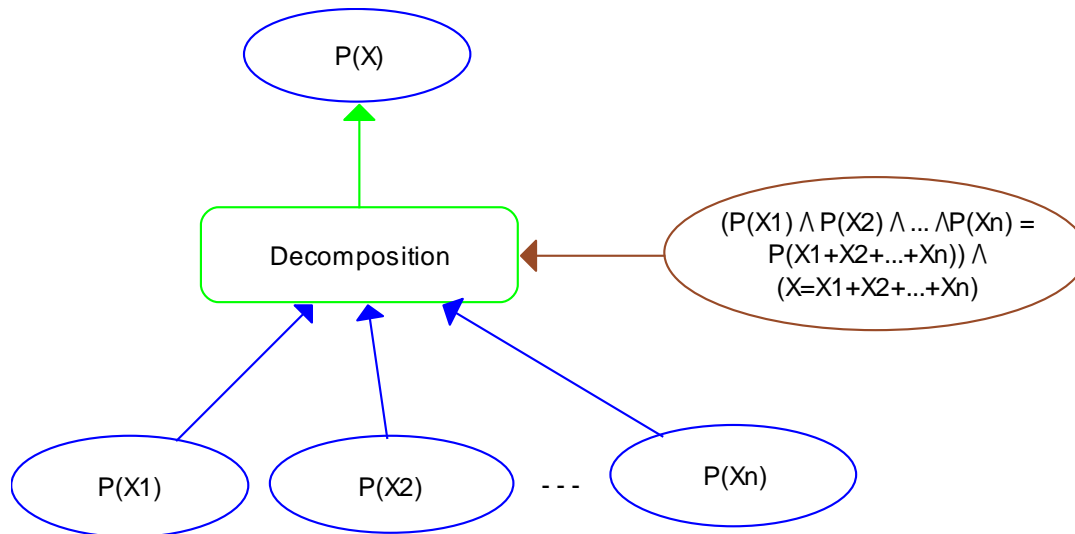 P(X)
(P(X1) /\ P(X2) /\ ... /\P(Xn) =
P(X1+X2+...+Xn)) /\
(X=X1+X2+...+Xn)
Decomposition
P(X1)
P(X2)
- - -
P(Xn)